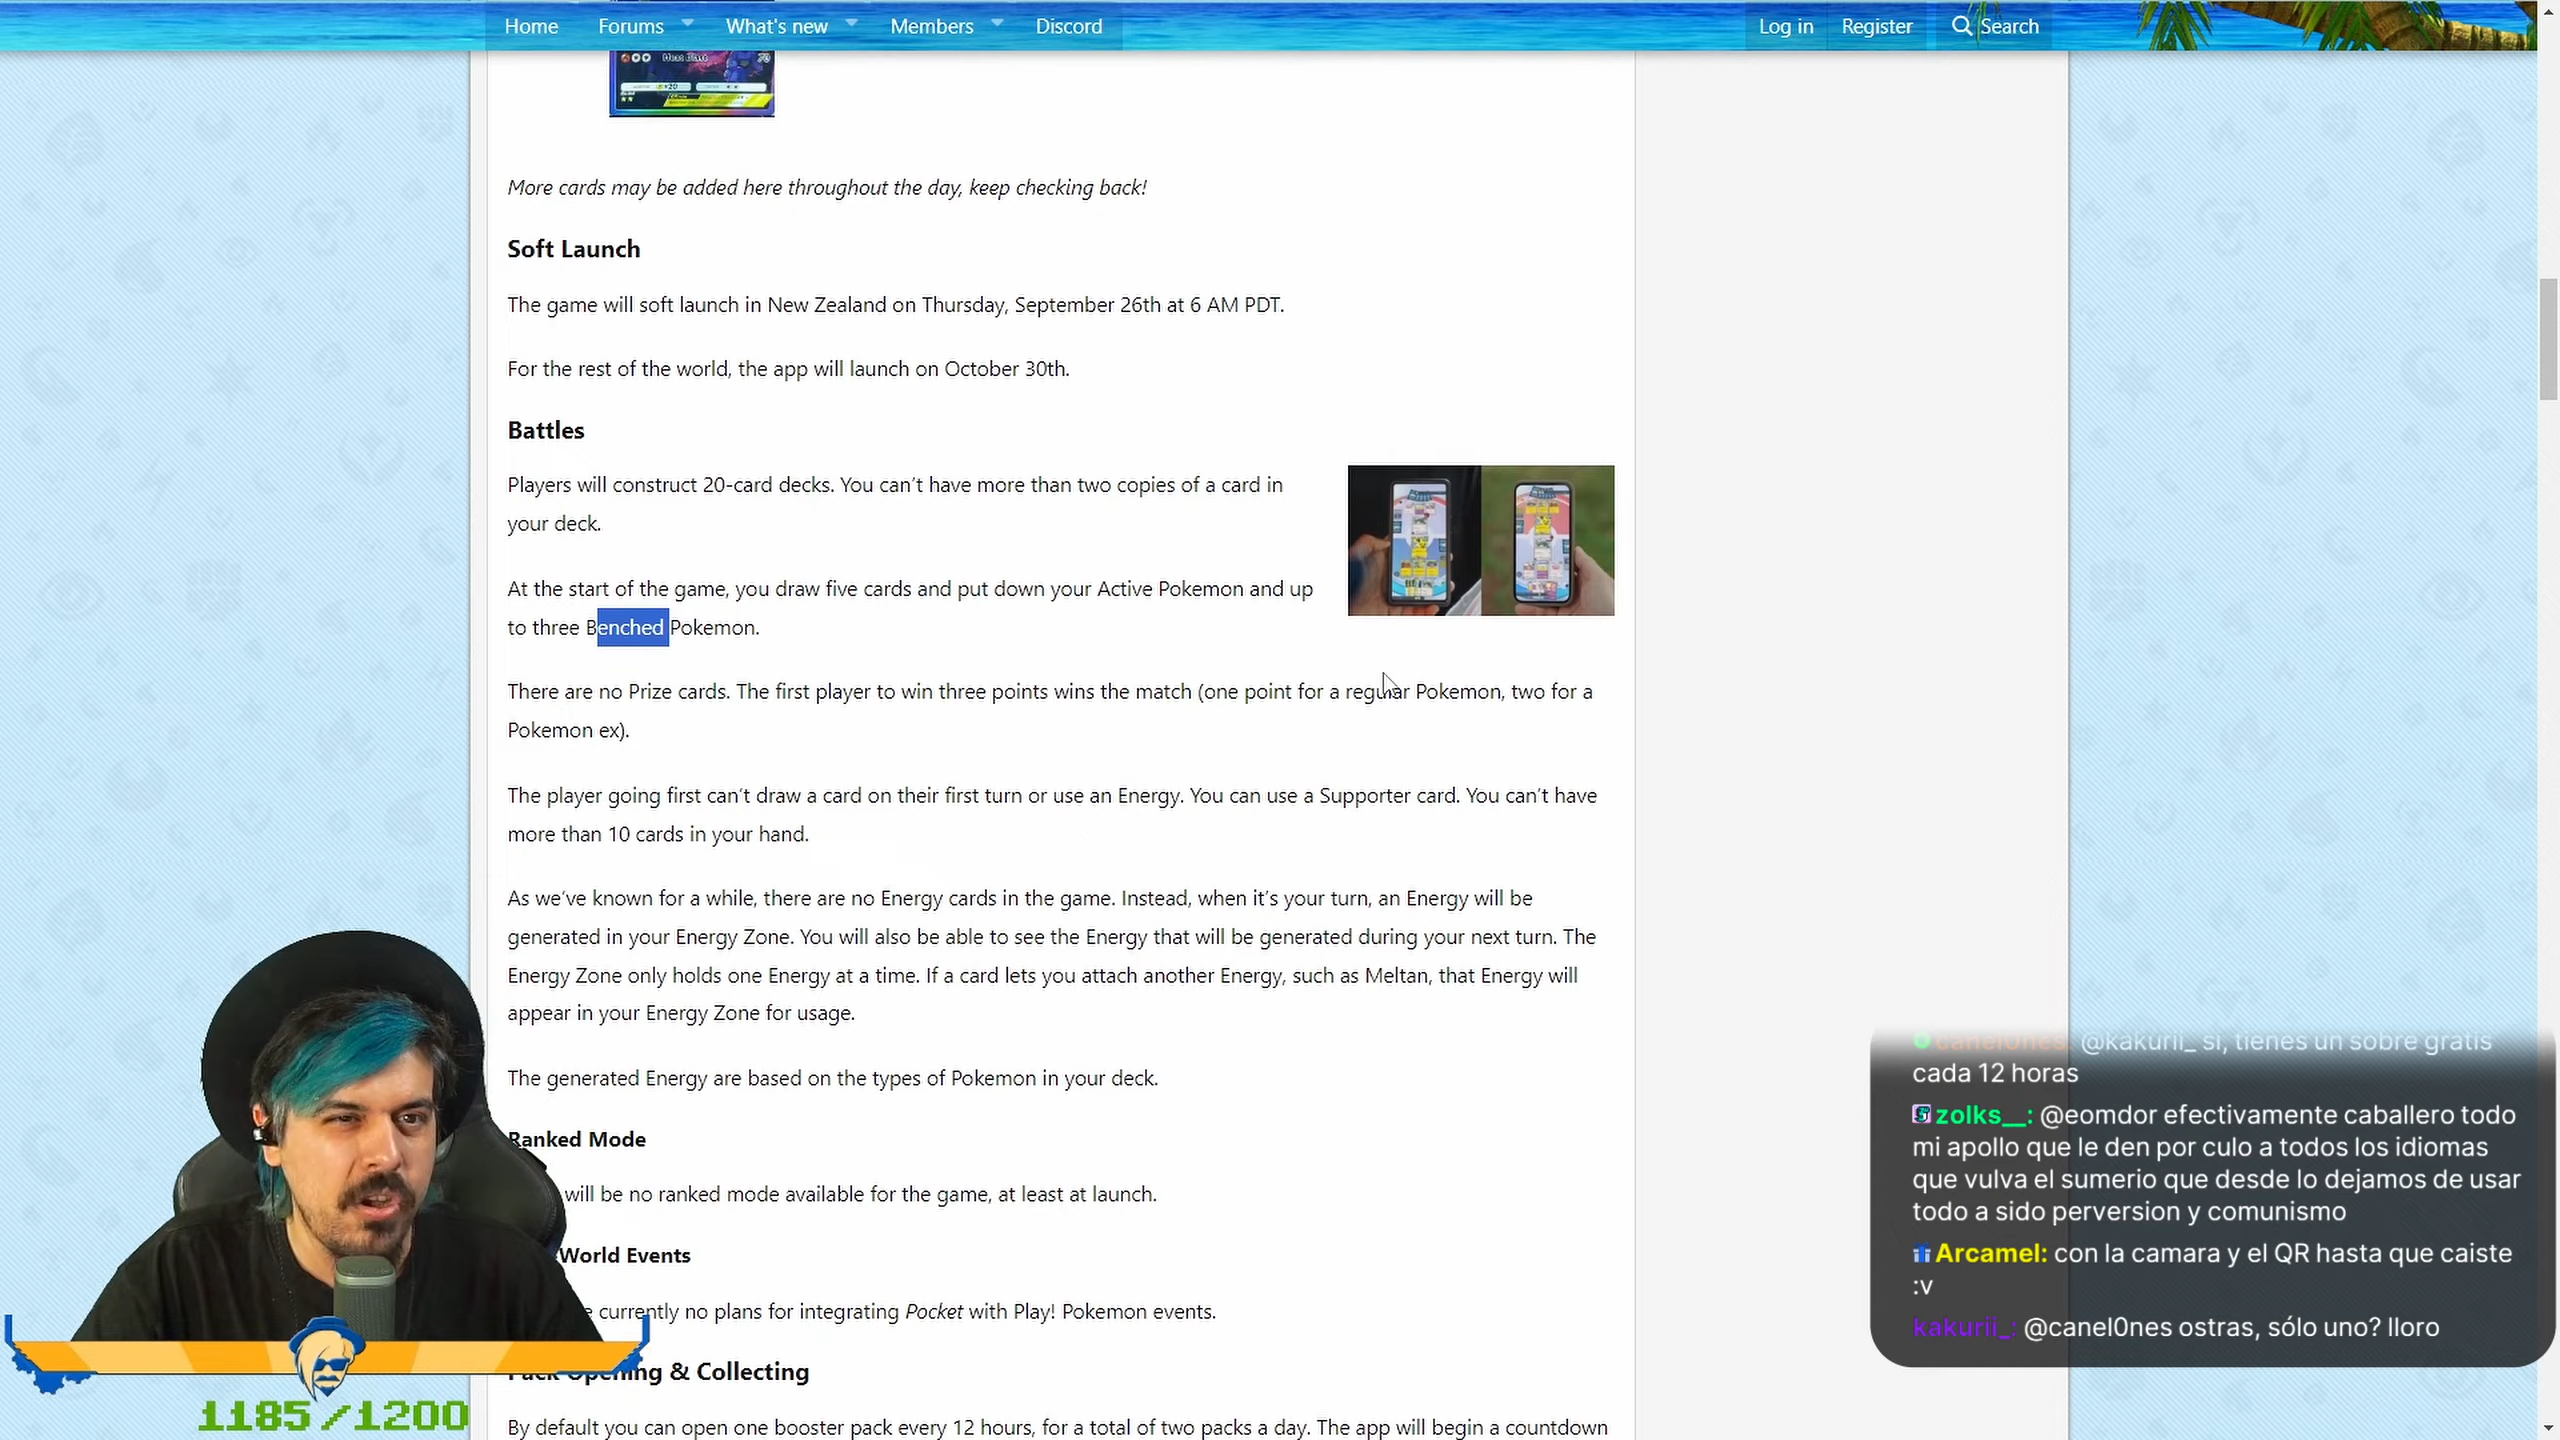 Home Forums What's new Members Discord Log in Register Search
More cards may be added here throughout the day, keep checking back!
Soft Launch
The game will soft launch in New Zealand on Thursday, September 26th at 6 AM PDT.
For the rest of the world, the app will launch on October 30th.
Battles
Players will construct 20-card decks. You can't have more than two copies of a card in
your deck.
At the start of the game, you draw five cards and put down your Active Pokemon and up
to three Benched Pokemon.
There are no Prize cards. The first player to win three points wins the match (one point for a regular Pokemon, two for a
Pokemon ex).
The player going first can't draw a card on their first turn or use an Energy. You can use a Supporter card. You can't have
more than 10 cards in your hand.
As we've known for a while, there are no Energy cards in the game. Instead, when it's your turn, an Energy will be
generated in your Energy Zone. You will also be able to see the Energy that will be generated during your next turn. The
Energy Zone only holds one Energy at a time. If a card lets you attach another Energy, such as Meltan, that Energy will
appear in your Energy Zone for usage.
The generated Energy are based on the types of Pokemon in your deck.
Ranked Mode
will be no ranked mode available for the game, at least at launch.
World Events
currently no plans for integrating Pocket with Play! Pokemon events.
Pack Opening & Collecting
By default you can open one booster pack every 12 hours, for a total of two packs a day. The app will begin a countdown
1185/1200
canel0nes: @kakurii_ si, tienes un sobre gratis
cada 12 horas
zolks__: @eomdor efectivamente caballero todo
mi apollo que le den por culo a todos los idiomas
que vulva el sumerio que desde lo dejamos de usar
todo a sido perversion y comunismo
Arcamel: con la camara y el QR hasta que caiste
:v
kakurii_: @canel0nes ostras, sólo uno? lloro